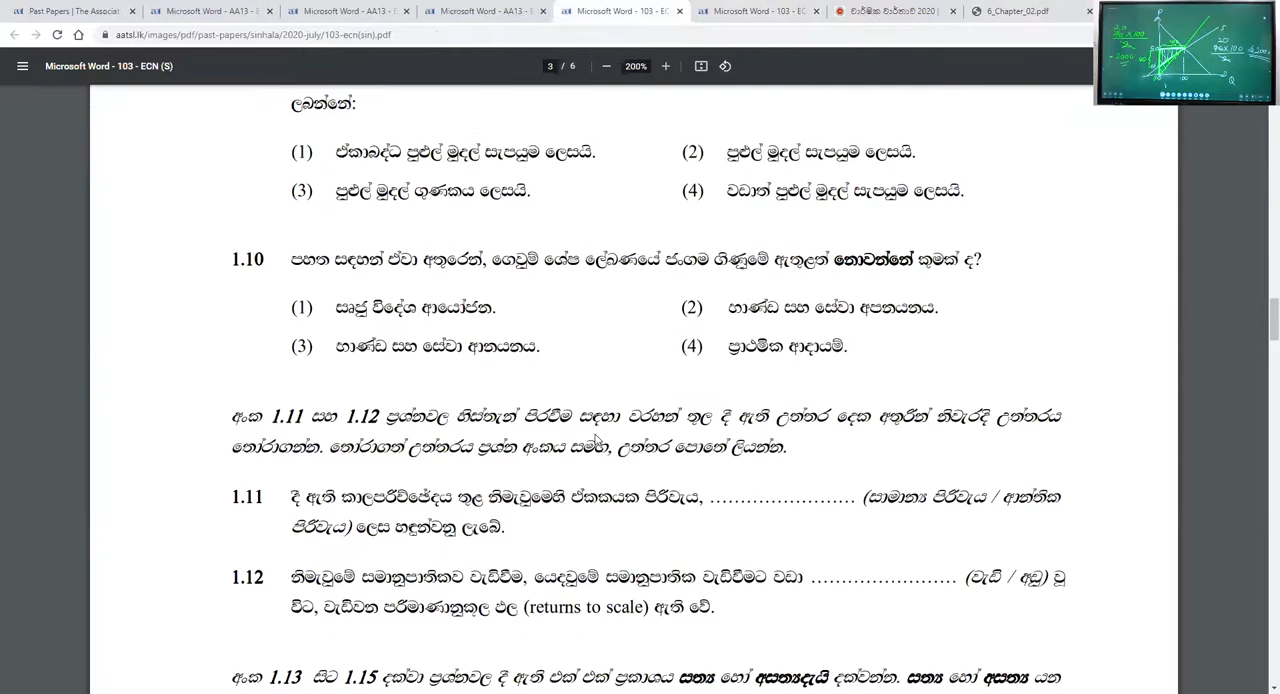 Past Papers | The Associat
Microsoft Word - AA13 - E
Microsoft Word - AA13 - E
Microsoft Word - AA13 - E
Microsoft Word - 103 - EC
Microsoft Word - 103 - EC
වාර්ෂික වාර්තාව 2020 |
6_Chapter_02.pdf
aatsl.lk/images/pdf/past-papers/sinhala/2020-july/103-ecn(sin).pdf
Microsoft Word - 103 - ECN (S)
3 / 6
200%
ලබන්නේ:
(1) ඒකාබද්ධ පුළුල් මුදල් සැපයුම ලෙසයි.
(2) පුළුල් මුදල් සැපයුම ලෙසයි.
(3) පුළුල් මුදල් ගුණකය ලෙසයි.
(4) වඩාත් පුළුල් මුදල් සැපයුම ලෙසයි.
1.10 පහත සඳහන් ඒවා අතුරෙන්, ගෙවුම් ශේෂ ලේඛණයේ ජංගම ගිණුමේ ඇතුළත් නොවන්නේ කුමක් ද?
(1) සෘජු විදේශ ආයෝජන.
(2) භාණ්ඩ සහ සේවා අපනයනය.
(3) භාණ්ඩ සහ සේවා ආනයනය.
(4) ප්‍රාථමික ආදායම්.
අංක 1.11 සහ 1.12 ප්‍රශ්නවල හිස්තැන් පිරවීම සඳහා වරහන් තුල දී ඇති උත්තර දෙක අතුරින් නිවැරදි උත්තරය
තෝරාගන්න. තෝරාගත් උත්තරය ප්‍රශ්න අංකය සමඟ, උත්තර පොතේ ලියන්න.
1.11 දී ඇති කාලපරිච්ඡේදය තුළ නිමැවුමෙහි ඒකකයක පිරිවැය, ........................ (සාමාන්‍ය පිරිවැය / ආන්තික
පිරිවැය) ලෙස හඳුන්වනු ලැබේ.
1.12 නිමැවුමේ සමානුපාතිකව වැඩිවීම, යෙදවුමේ සමානුපාතික වැඩිවීමට වඩා ........................ (වැඩි / අඩු) වූ
විට, වැඩිවන පරිමාණානුකූල ඵල (returns to scale) ඇති වේ.
අංක 1.13 සිට 1.15 දක්වා ප්‍රශ්නවල දී ඇති එක් එක් ප්‍රකාශය සත්‍ය හෝ අසත්‍යදැයි දක්වන්න. සත්‍ය හෝ අසත්‍ය යන